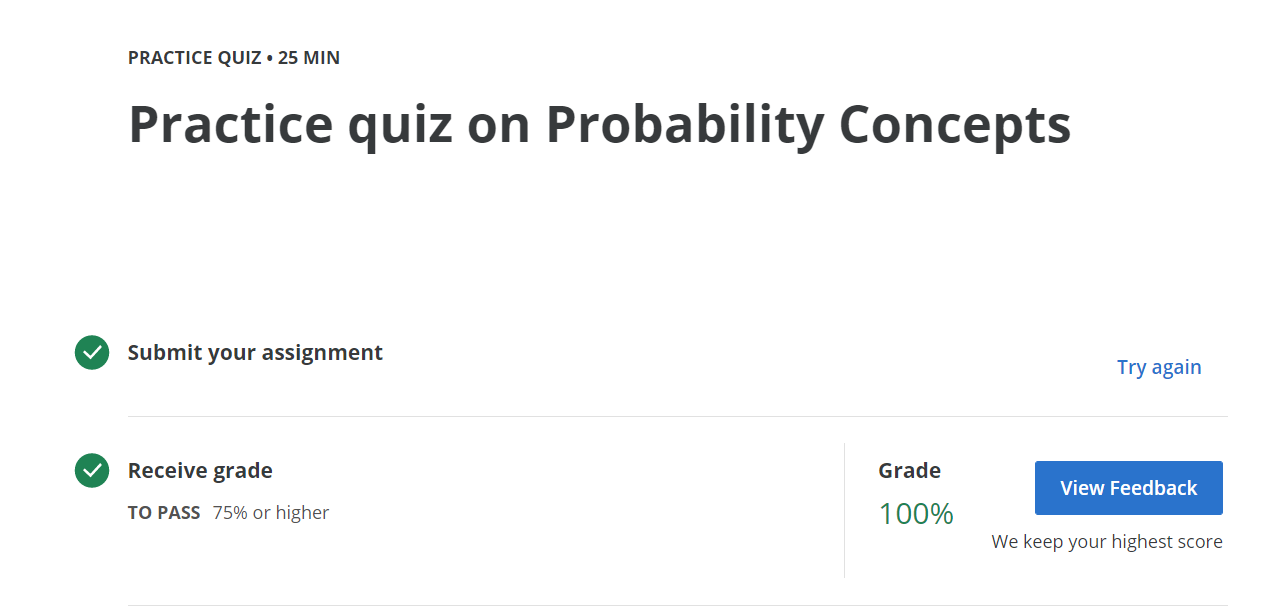 PRACTICE QUIZ • 25 MIN
Practice quiz on Probability Concepts
Submit your assignment
Try again
Receive grade
TO PASS 75% or higher
Grade
100%
View Feedback
We keep your highest score